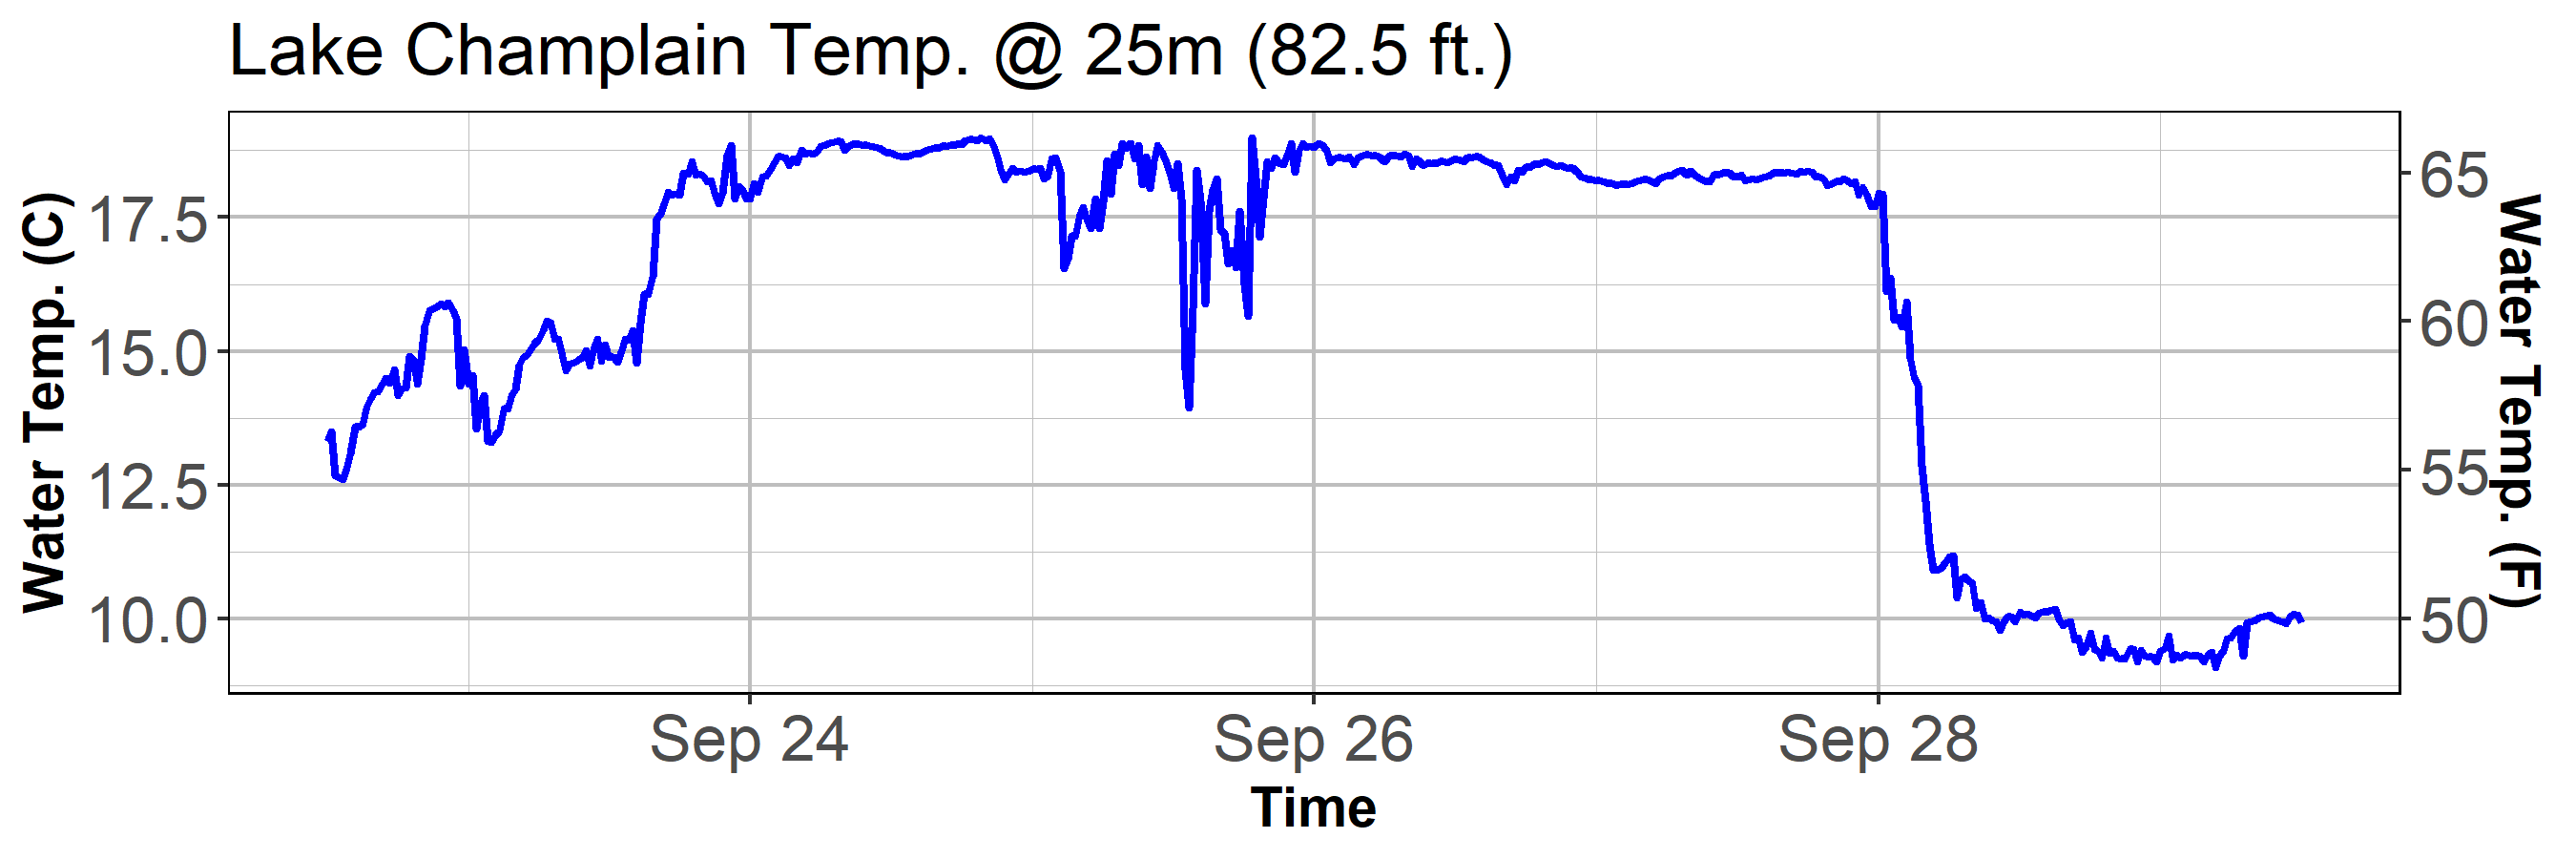 Lake Champlain Temp. @ 25m (82.5 ft.)
Water Temp. (C)
17.5
15.0
12.5
10.0
65
60
55
50
Water Temp. (F)
Sep 24
Sep 26
Sep 28
Time